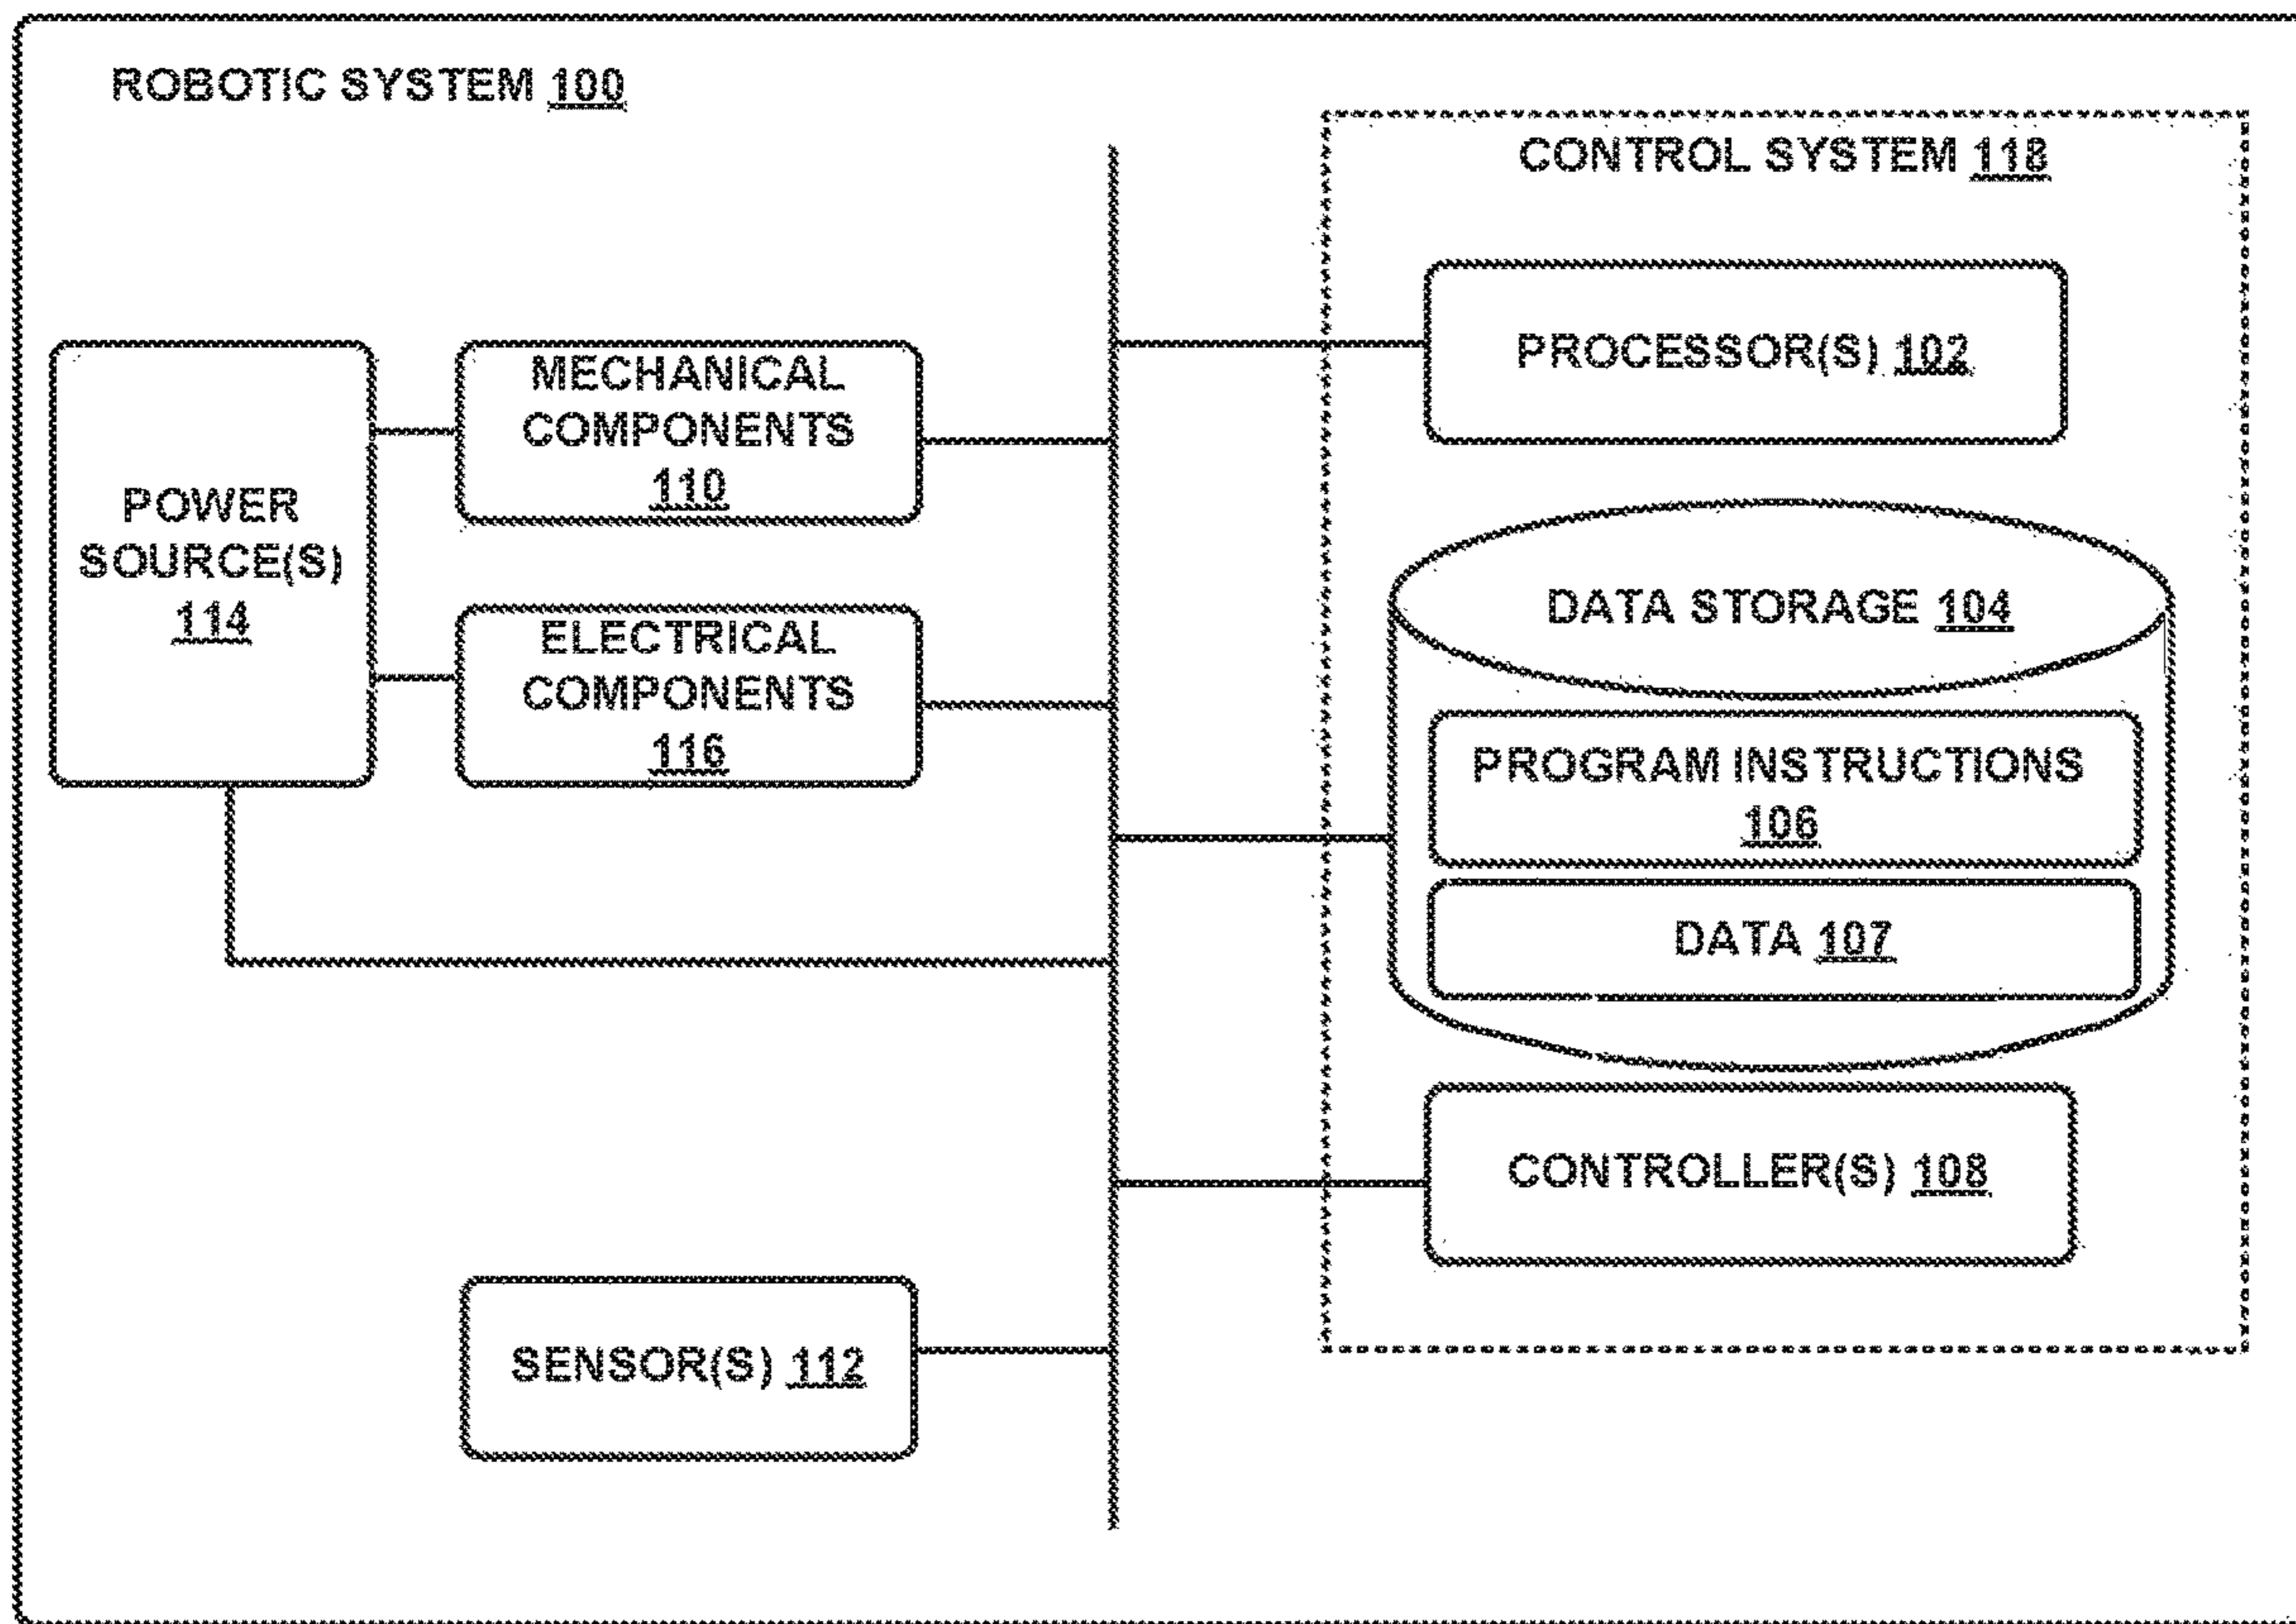 ROBOTIC SYSTEM 100
CONTROL SYSTEM 118
PROCESSOR(S) 102
MECHANICAL
COMPONENTS
110
POWER
SOURCE(S)
114
ELECTRICAL
COMPONENTS
116
DATA STORAGE 104
PROGRAM INSTRUCTIONS
106
DATA 107
CONTROLLER(S) 108
SENSOR(S) 112